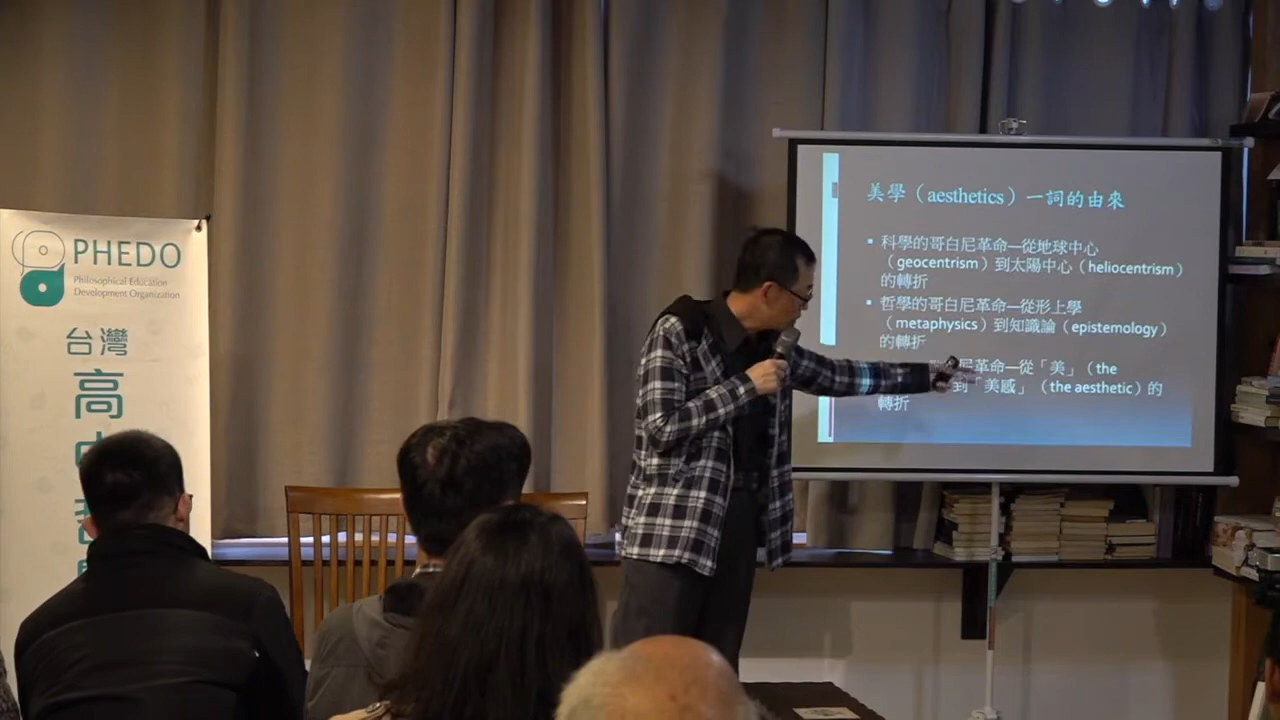 PHEDO
Philosophical Education
Development Organization
台灣
高
美學（aesthetics）一詞的由來
▪ 科學的哥白尼革命—從地球中心
（geocentrism）到太陽中心（heliocentrism）
的轉折
▪ 哲學的哥白尼革命—從形上學
（metaphysics）到知識論（epistemology）
的轉折
尼革命—從「美」（the
到「美感」（the aesthetic）的
轉折